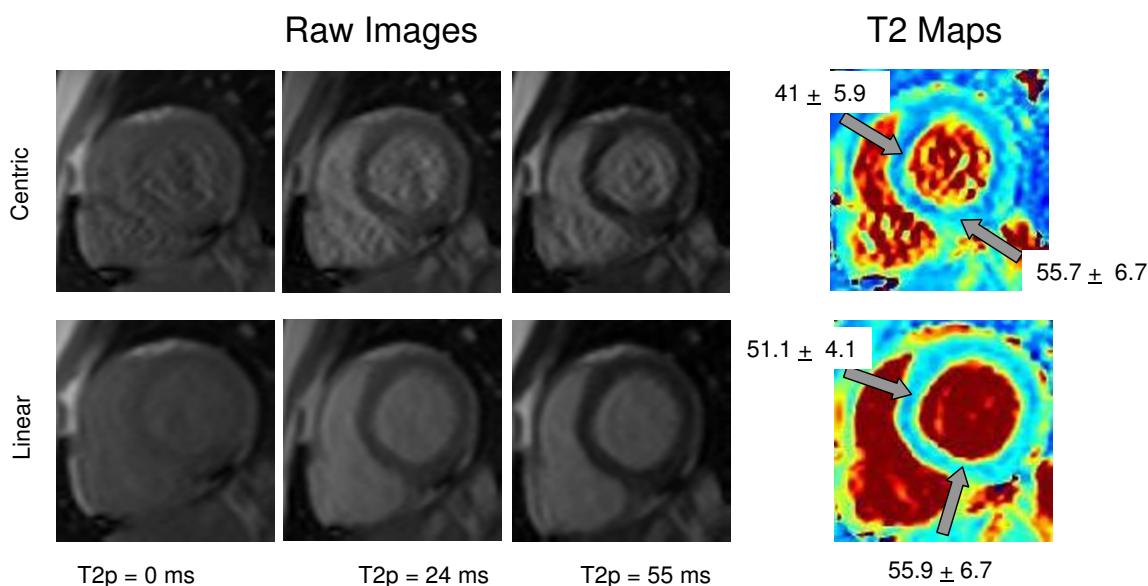 Raw Images
T2 Maps
Centric
41 ± 5.9
55.7 ± 6.7
Linear
51.1 ± 4.1
55.9 ± 6.7
T2p = 0 ms
T2p = 24 ms
T2p = 55 ms